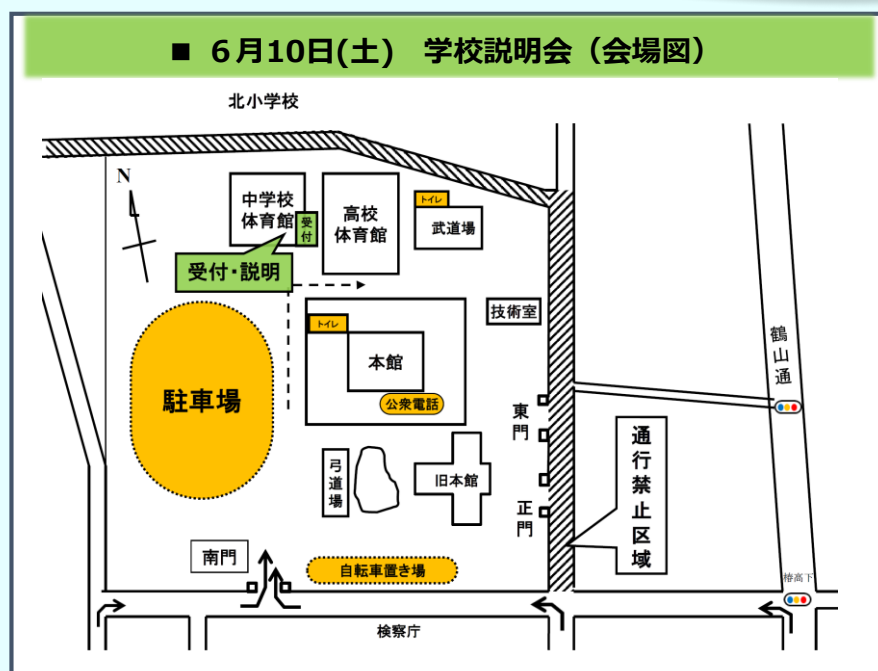 ■ 6月10日(土) 学校説明会（会場図）
北小学校
N
中学校
体育館
受付
高校
体育館
トイレ
武道場
受付・説明
技術室
トイレ
本館
公衆電話
駐車場
鶴山通
東門
通行禁止区域
弓道場
旧本館
正門
南門
自転車置き場
椿高下
検察庁